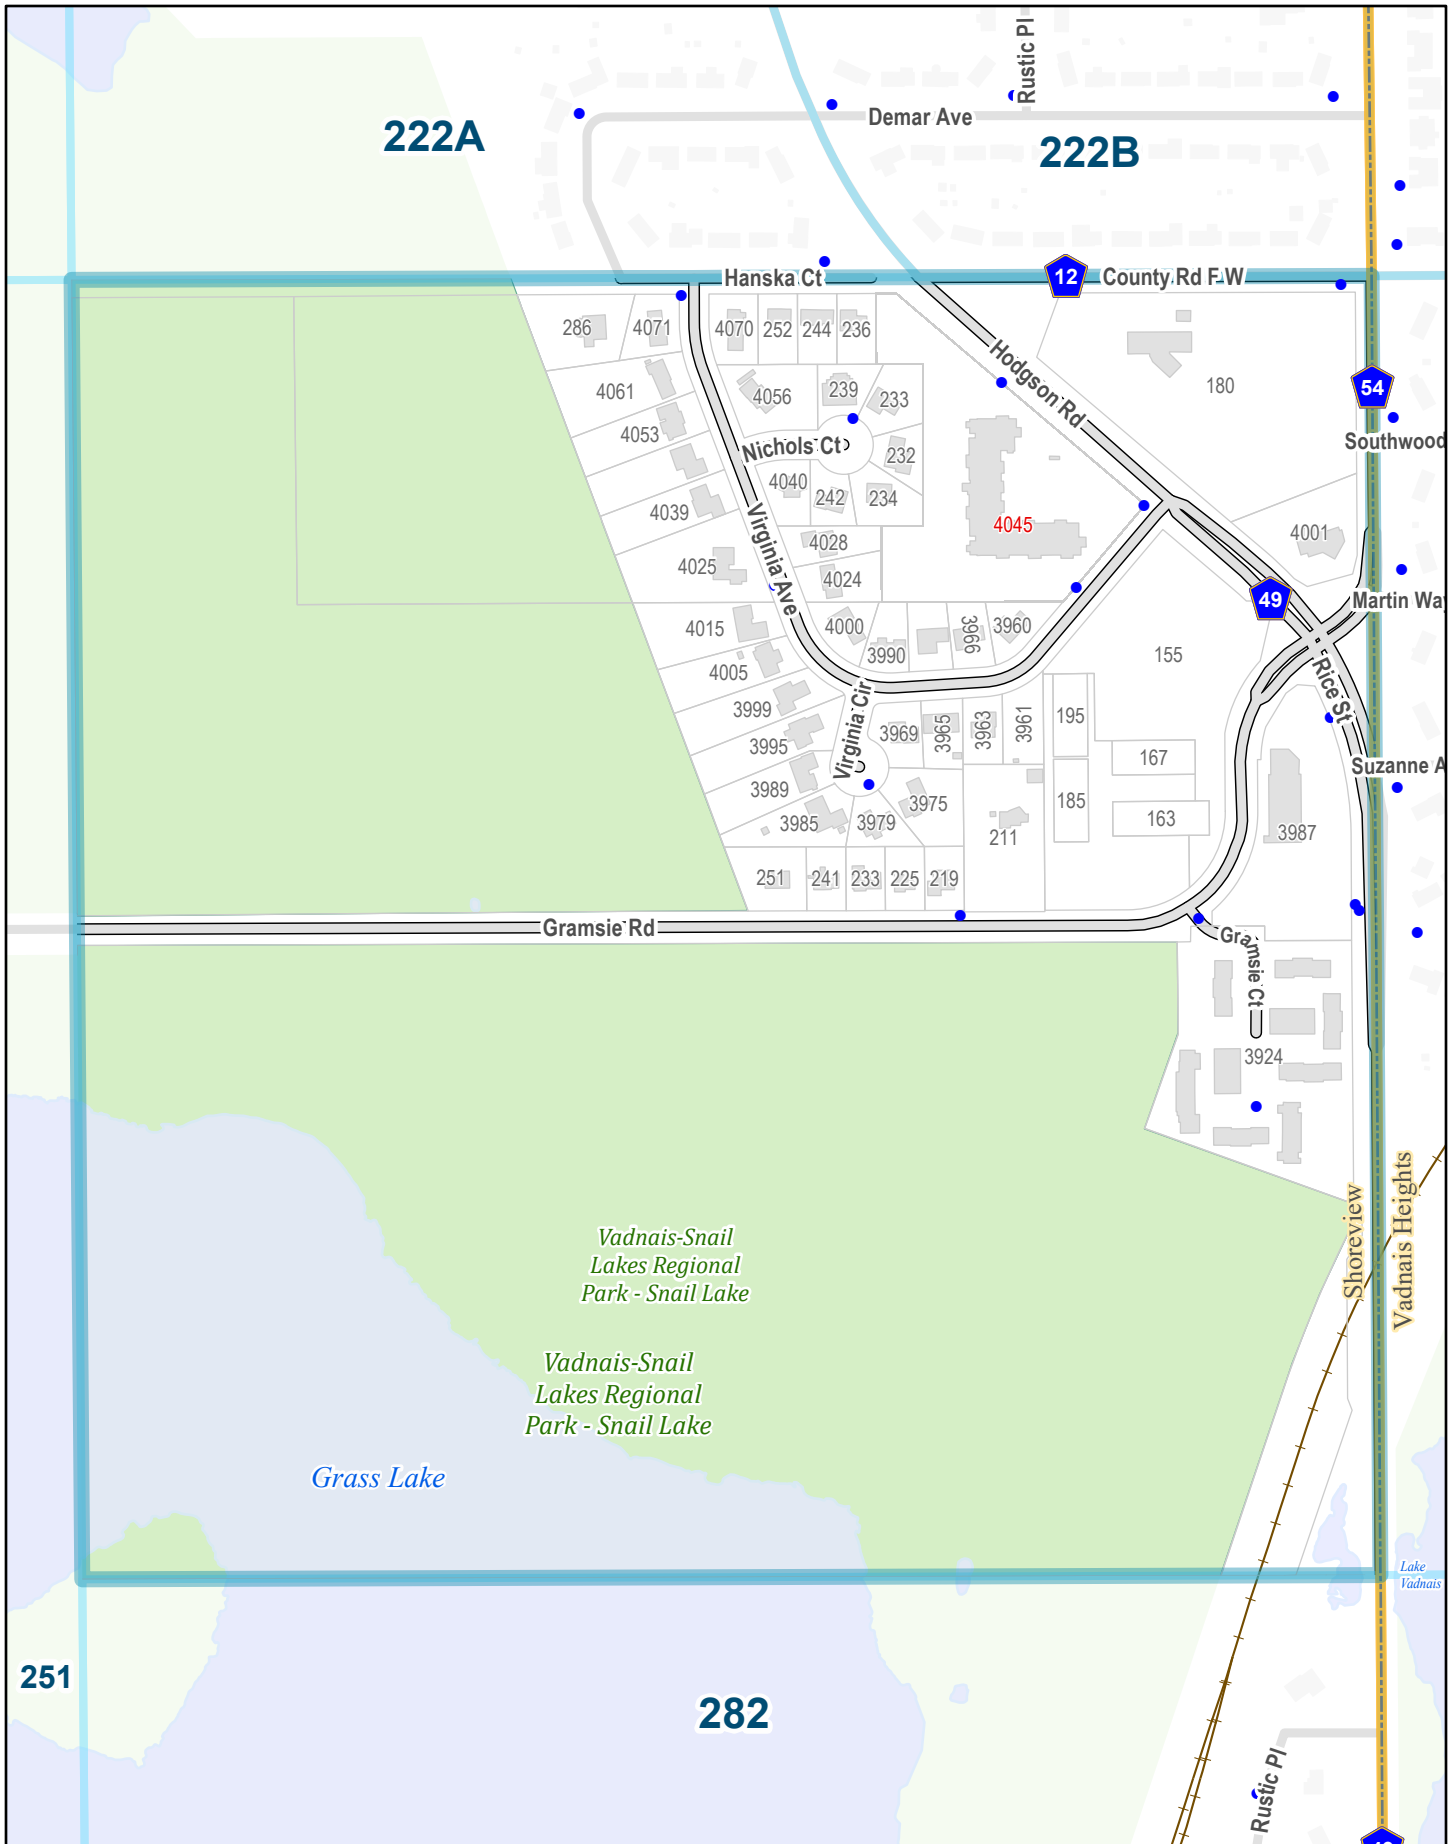 Rustic Pl
Demar Ave
222A
222B
Hanska Ct
12
County Rd F W
286
4071
4070
252
244
236
Hodgson Rd
180
54
4061
4056
239
233
4053
Nichols Ct
232
Southwood
4040
242
234
4039
Virginia Ave
4045
4028
4001
4025
4024
49
Martin Way
4015
4000
3990
3966
3960
155
4005
Rice St
3999
Virginia Cir
3969
3965
3963
3961
195
3995
167
Suzanne A
3989
3975
185
3985
3979
211
163
3987
251
241
233
225
219
Gramsie Rd
Gramsie Ct
3924
Shoreview
Vadnais Heights
Vadnais-Snail
Lakes Regional
Park - Snail Lake
Vadnais-Snail
Lakes Regional
Park - Snail Lake
Grass Lake
Lake
Vadnais
251
282
Rustic Pl